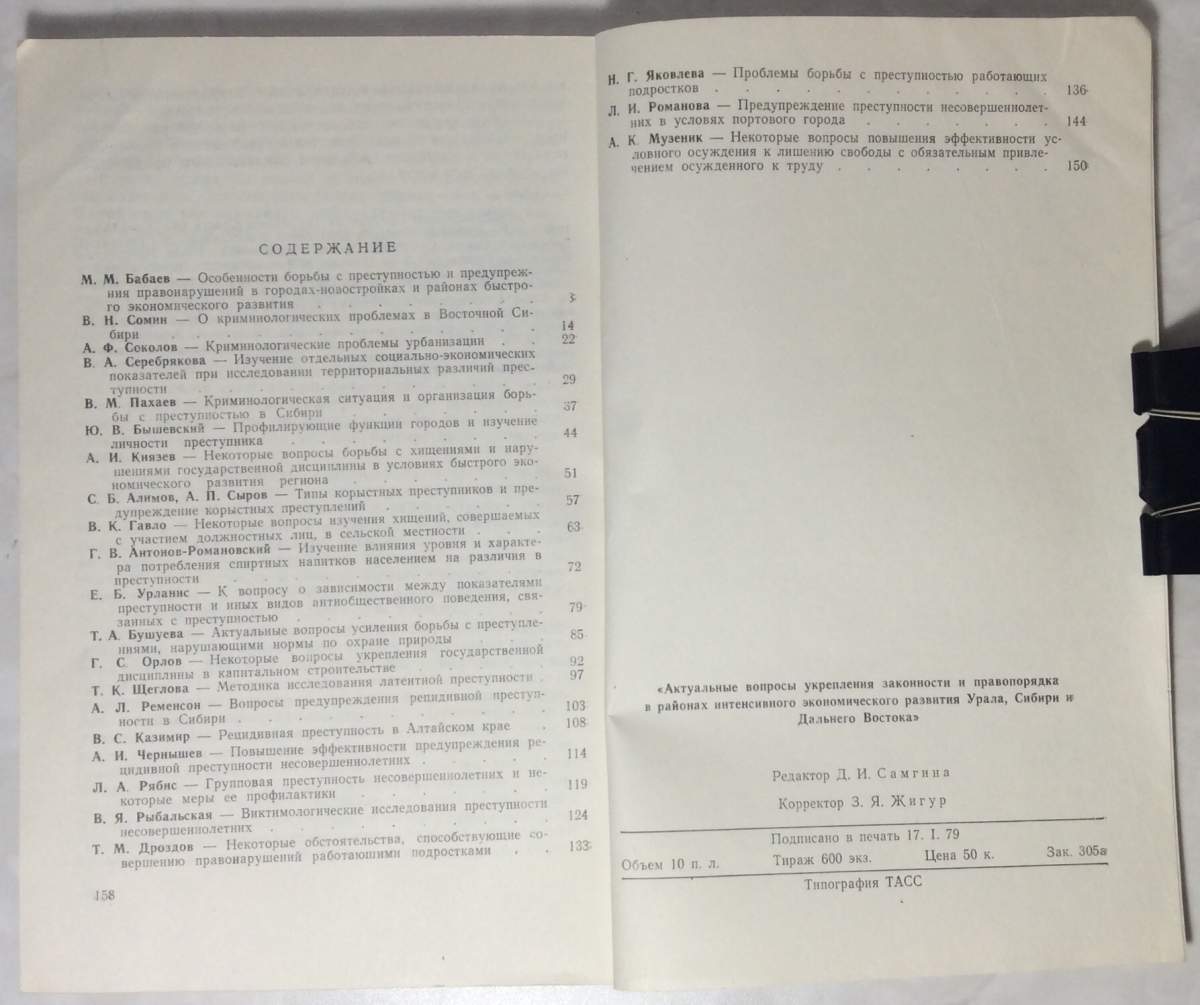 СОДЕРЖАНИЕ
М. М. Бабаев — Особенности борьбы с преступностью и предупреж-
ния правонарушений в городах-новостройках и районах быстро-
го экономического развития . . . . . . . 3
В. Н. Сомин — О криминологических проблемах в Восточной Си-
бири . . . . . . . . . . . . 14
А. Ф. Соколов — Криминологические проблемы урбанизации . . 22
В. А. Серебрякова — Изучение отдельных социально-экономических
показателей при исследовании территориальных различий прес-
тупности . . . . . . . . . . . 29
В. М. Пахаев — Криминологическая ситуация и организация борь-
бы с преступностью в Сибири . . . . . . 37
Ю. В. Бышевский — Профилирующие функции городов и изучение
личности преступника . . . . . . . . 44
А. И. Князев — Некоторые вопросы борьбы с хищениями и нару-
шениями государственной дисциплины в условиях быстрого эко-
номического развития региона . . . . . . 51
С. Б. Алимов, А. П. Сыров — Типы корыстных преступников и пре-
дупреждение корыстных преступлений . . . . . 57
В. К. Гавло — Некоторые вопросы изучения хищений, совершаемых
с участием должностных лиц, в сельской местности . . . 63
Г. В. Антонов-Романовский — Изучение влияния уровня и характе-
ра потребления спиртных напитков населением на различия в
преступности . . . . . . . . . . 72
Е. Б. Урланис — К вопросу о зависимости между показателями
преступности и иных видов антиобщественного поведения, свя-
занных с преступностью . . . . . . . 79
Т. А. Бушуева — Актуальные вопросы усиления борьбы с преступле-
ниями, нарушающими нормы по охране природы . . . 85
Г. С. Орлов — Некоторые вопросы укрепления государственной
дисциплины в капитальном строительстве . . . . 92
Т. К. Щеглова — Методика исследования латентной преступности . 97
А. Л. Ременсон — Вопросы предупреждения рецидивной преступ-
ности в Сибири . . . . . . . . . 103
В. С. Казимир — Рецидивная преступность в Алтайском крае . 108
А. И. Чернышев — Повышение эффективности предупреждения ре-
цидивной преступности несовершеннолетних . . . . 114
Л. А. Рябис — Групповая преступность несовершеннолетних и не-
которые меры ее профилактики . . . . . . 119
В. Я. Рыбальская — Виктимологические исследования преступности
несовершеннолетних . . . . . . . . 124
Т. М. Дроздов — Некоторые обстоятельства, способствующие со-
вершению правонарушений работающими подростками . . 133
158
Н. Г. Яковлева — Проблемы борьбы с преступностью работающих
подростков . . . . . . . . . . . 136
Л. И. Романова — Предупреждение преступности несовершеннолет-
них в условях портового города . . . . . . 144
А. К. Музеник — Некоторые вопросы повышения эффективности ус-
ловного осуждения к лишению свободы с обязательным привле-
чением осужденного к труду . . . . . . . 150
«Актуальные вопросы укрепления законности и правопорядка
в районах интенсивного экономического развития Урала, Сибири и
Дальнего Востока»
Редактор Д. И. Самгина
Корректор З. Я. Жигур
Подписано в печать 17. I. 79
Объем 10 п. л. Тираж 600 экз. Цена 50 к. Зак. 305а
Типография ТАСС